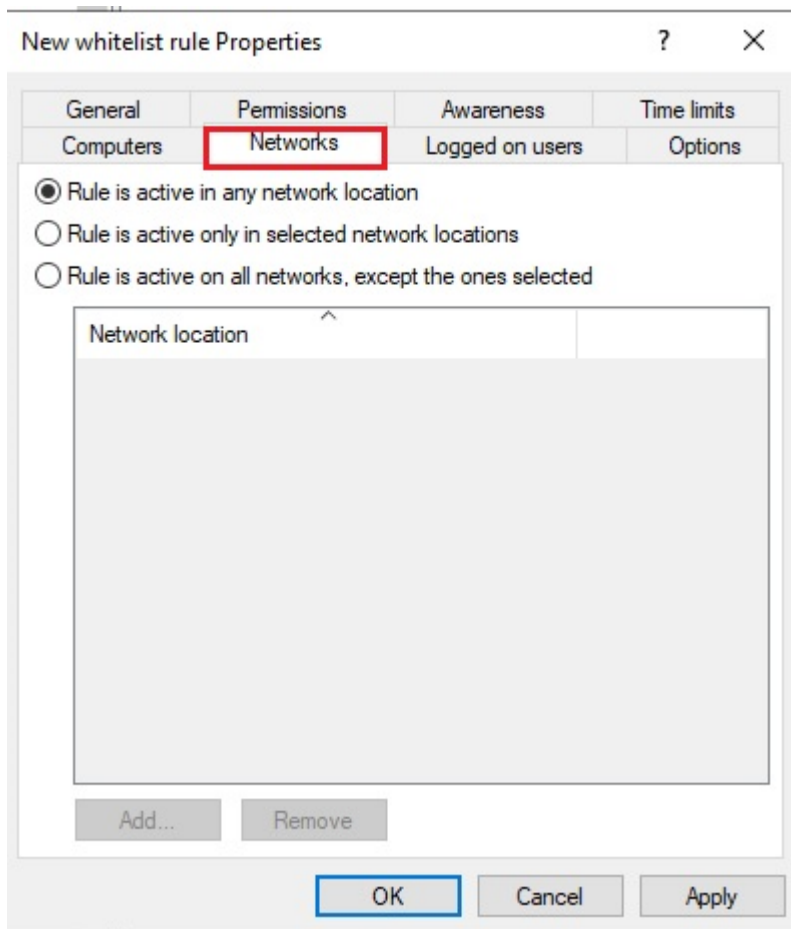 New whitelist rule Properties ? ×
General Permissions Awareness Time limits
Computers Networks Logged on users Options
Rule is active in any network location
Rule is active only in selected network locations
Rule is active on all networks, except the ones selected
Network location
Add... Remove
OK Cancel Apply